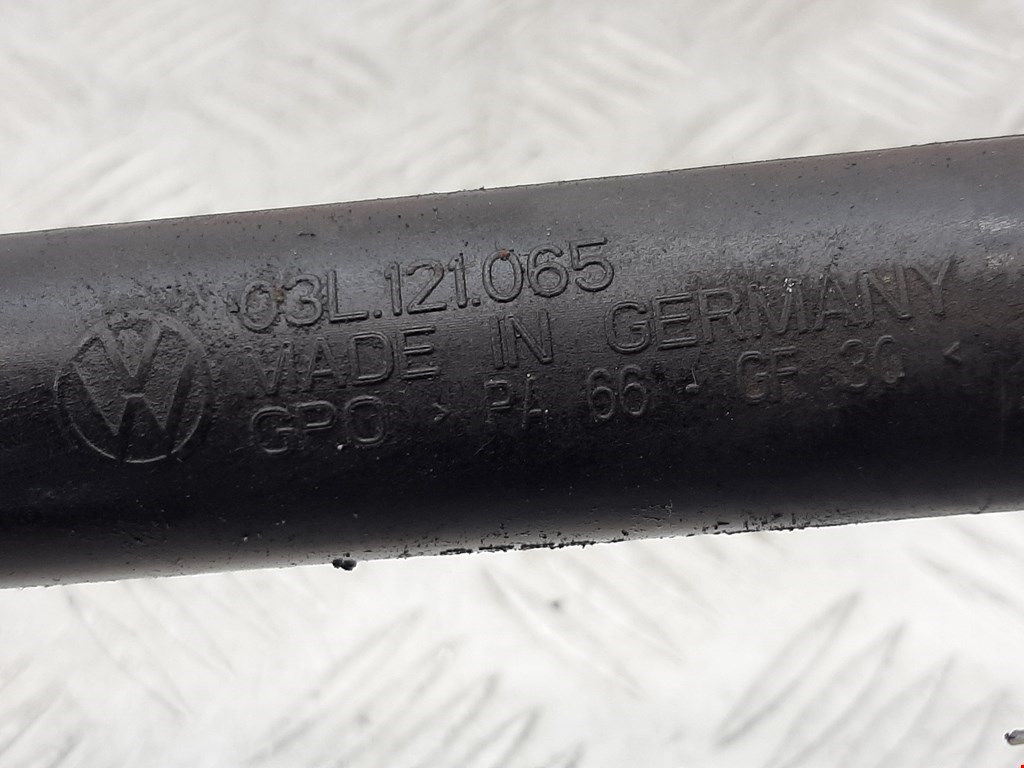 03L.121.065
MADE IN GERMANY
GPO > PA 66 · GF 30 <